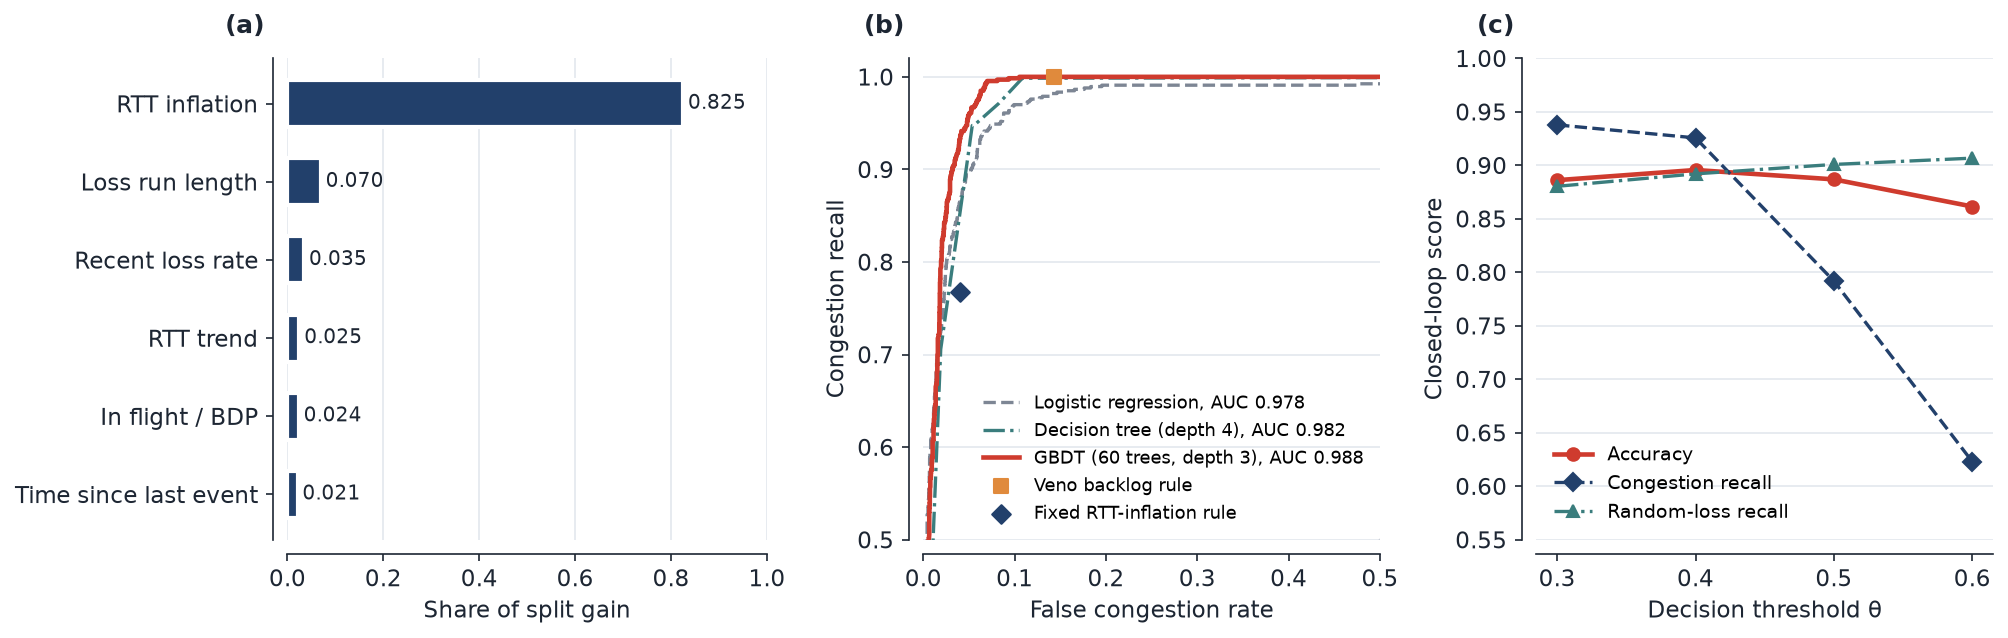 (a)
RTT inflation
0.825
Loss run length
0.070
Recent loss rate
0.035
RTT trend
0.025
In flight / BDP
0.024
Time since last event
0.021
0.0 0.2 0.4 0.6 0.8 1.0
Share of split gain
(b)
Congestion recall
1.0
0.9
0.8
0.7
0.6
0.5
Logistic regression, AUC 0.978
Decision tree (depth 4), AUC 0.982
GBDT (60 trees, depth 3), AUC 0.988
Veno backlog rule
Fixed RTT-inflation rule
0.0 0.1 0.2 0.3 0.4 0.5
False congestion rate
(c)
Closed-loop score
1.00
0.95
0.90
0.85
0.80
0.75
0.70
0.65
0.60
0.55
Accuracy
Congestion recall
Random-loss recall
0.3 0.4 0.5 0.6
Decision threshold θ